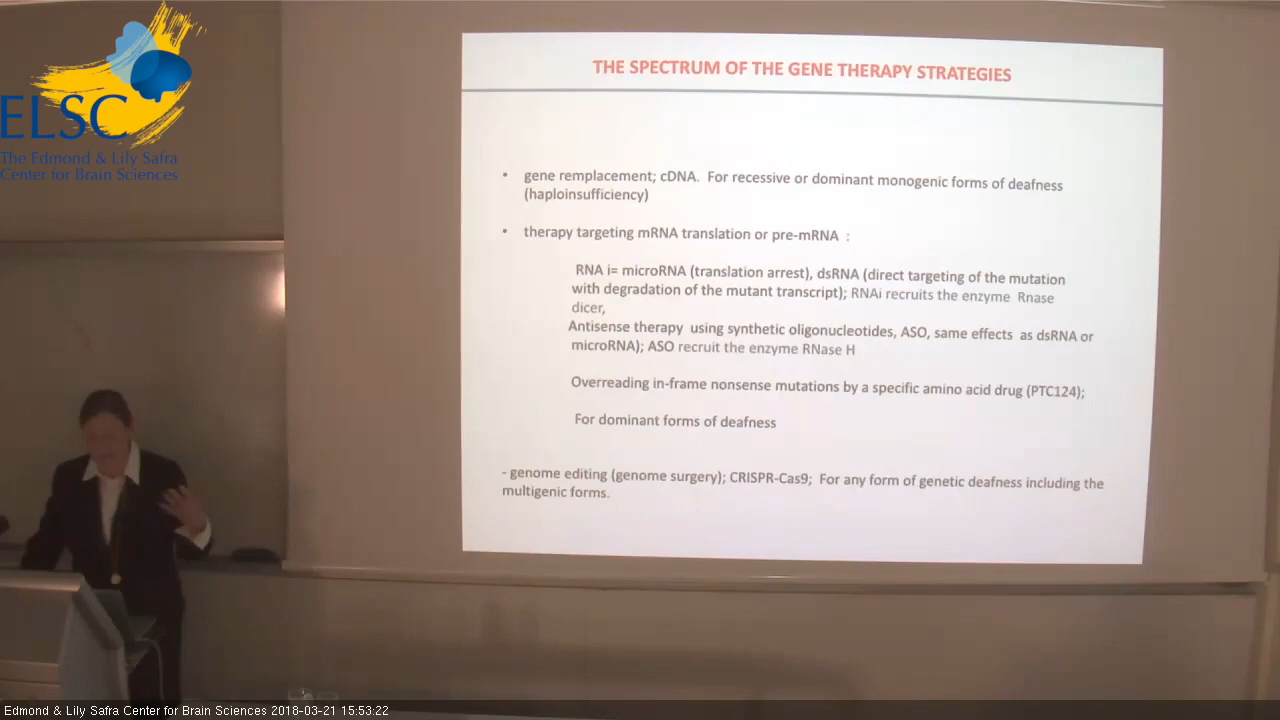 ELSC
The Edmond & Lily Safra
Center for Brain Sciences
THE SPECTRUM OF THE GENE THERAPY STRATEGIES
• gene remplacement; cDNA. For recessive or dominant monogenic forms of deafness
(haploinsufficiency)
• therapy targeting mRNA translation or pre-mRNA :
RNA i= microRNA (translation arrest), dsRNA (direct targeting of the mutation
with degradation of the mutant transcript); RNAi recruits the enzyme Rnase
dicer,
Antisense therapy using synthetic oligonucleotides, ASO, same effects as dsRNA or
microRNA); ASO recruit the enzyme RNase H
Overreading in-frame nonsense mutations by a specific amino acid drug (PTC124);
For dominant forms of deafness
- genome editing (genome surgery); CRISPR-Cas9; For any form of genetic deafness including the
multigenic forms.
Edmond & Lily Safra Center for Brain Sciences 2018-03-21 15:53:22